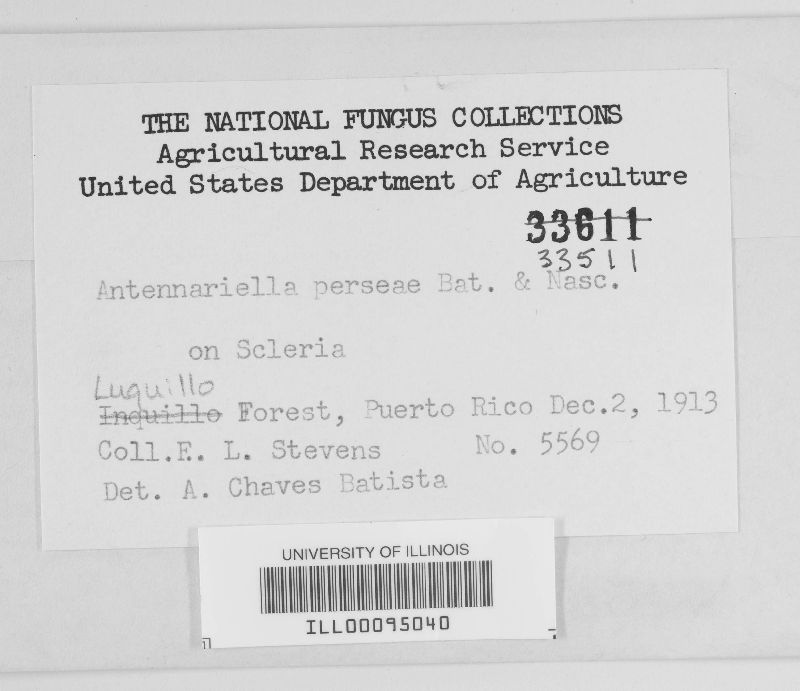 THE NATIONAL FUNGUS COLLECTIONS
Agricultural Research Service
United States Department of Agriculture
33611
33511
Antennariella perseae Bat. & Nasc.
on Scleria
Luquillo
Inquillo Forest, Puerto Rico Dec.2, 1913
Coll.E. L. Stevens No. 5569
Det. A. Chaves Batista
UNIVERSITY OF ILLINOIS
ILL00095040